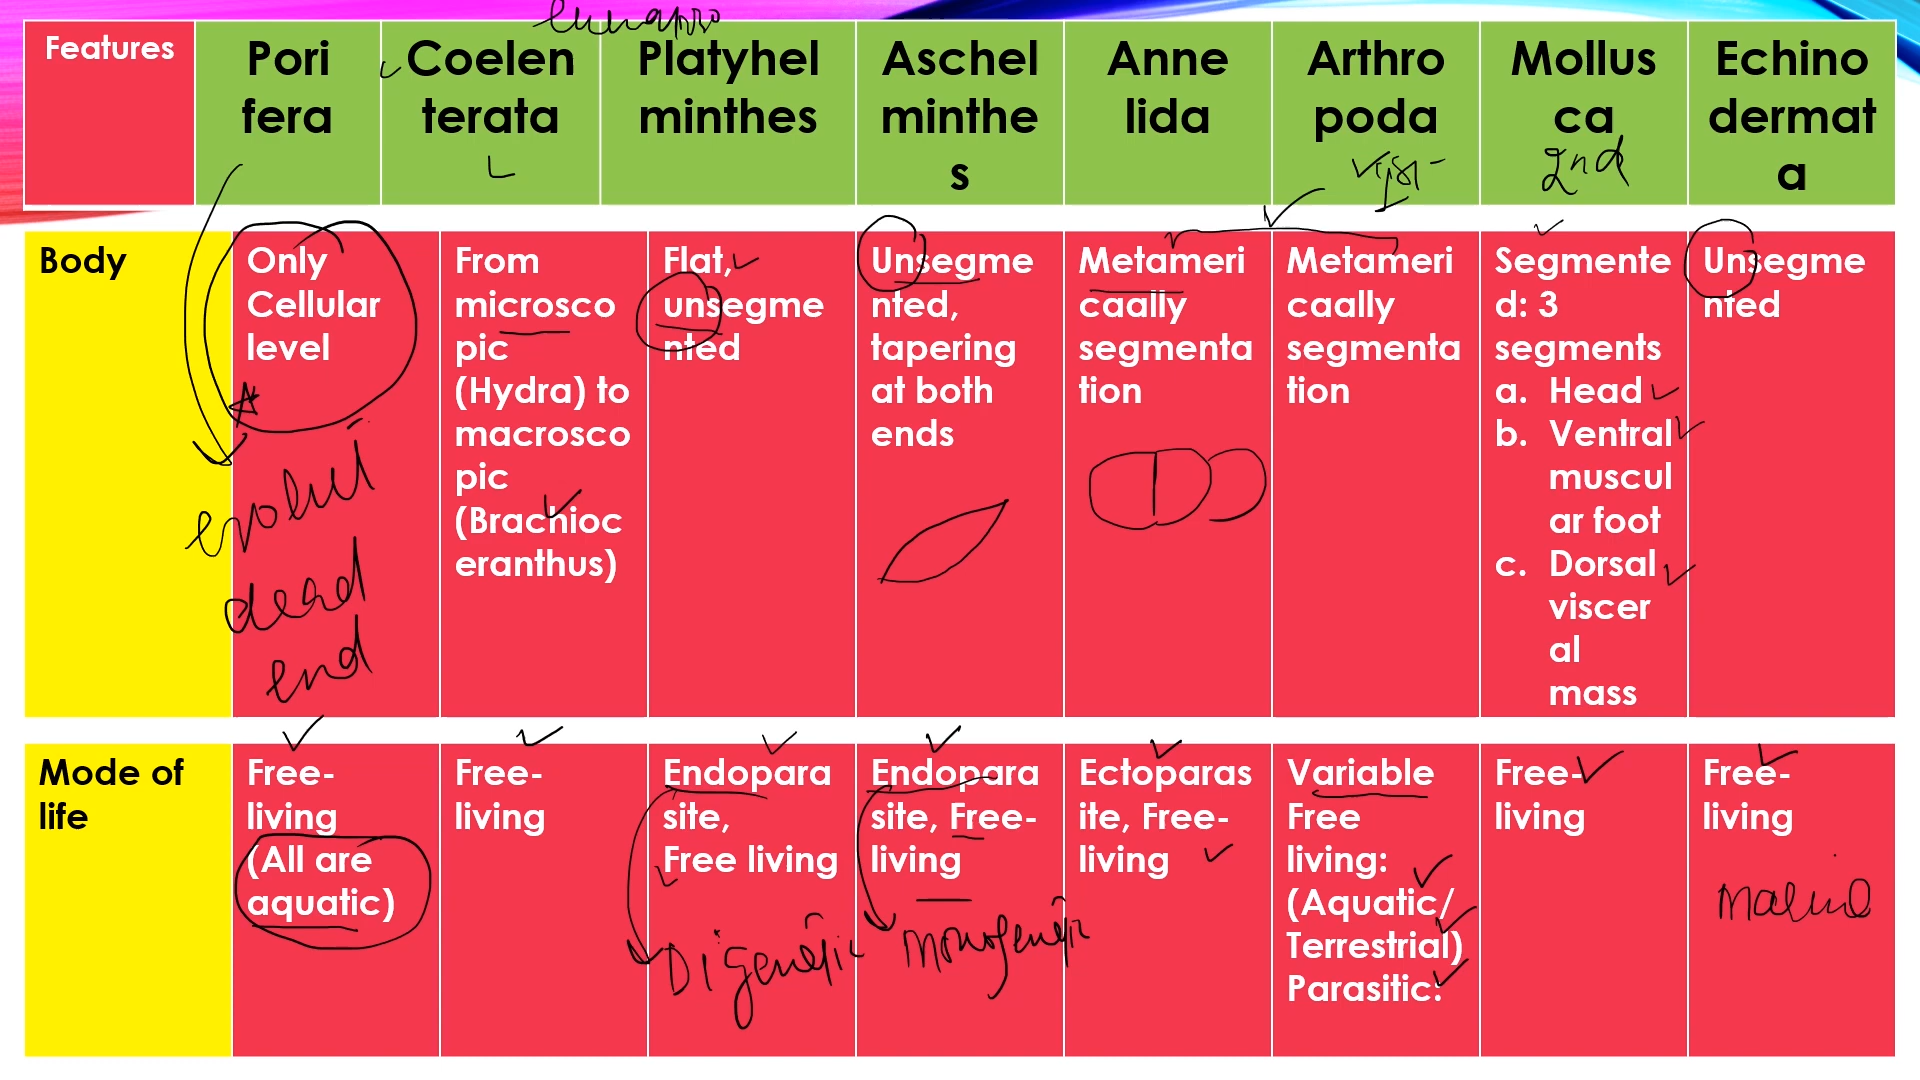 Features
Pori
fera
Coelen
terata
Platyhel
minthes
Aschel
minthe
s
Anne
lida
Arthro
poda
Ist
Mollus
ca
2nd
Echino
dermat
a
Body
Only
Cellular
level
evoluti
dead
end
From
microsco
pic
(Hydra) to
macrosco
pic
(Brachioc
eranthus)
Flat,
unsegme
nted
Unsegme
nted,
tapering
at both
ends
Metameri
caally
segmenta
tion
Metameri
caally
segmenta
tion
Segmente
d: 3
segments
a. Head
b. Ventral
muscul
ar foot
c. Dorsal
viscer
al
mass
Unsegme
nted
Mode of
life
Free-
living
(All are
aquatic)
Free-
living
Endopara
site,
Free living
Digenetic
Endopara
site, Free-
living
monogenetic
Ectoparas
ite, Free-
living
Variable
Free
living:
(Aquatic/
Terrestrial)
Parasitic:
Free-
living
Free-
living
Marine